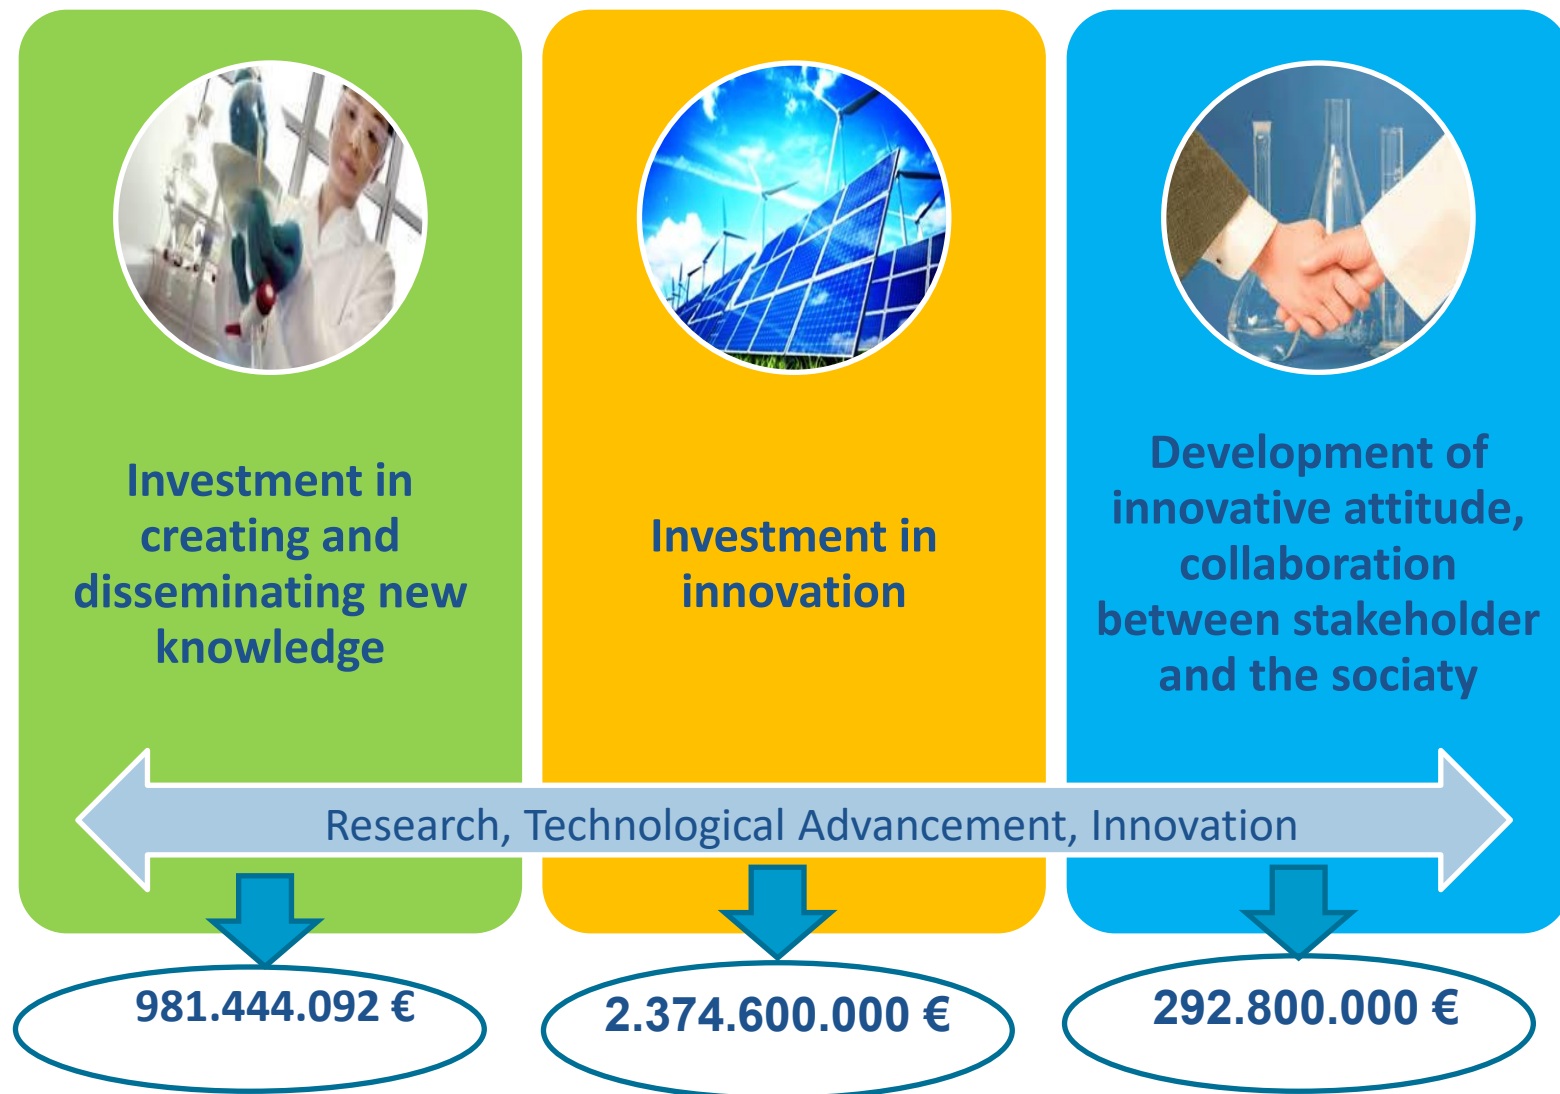 Investment in
creating and
disseminating new
knowledge
Investment in
innovation
Development of
innovative attitude,
collaboration
between stakeholder
and the sociaty
Research, Technological Advancement, Innovation
981.444.092 €
2.374.600.000 €
292.800.000 €